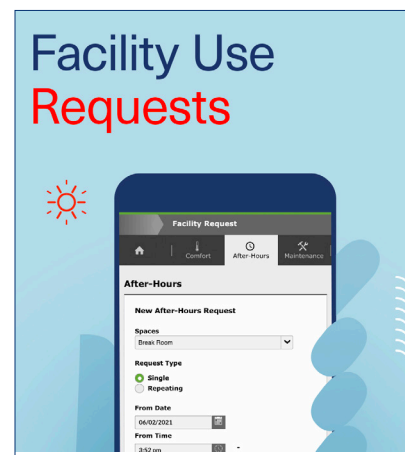 Facility Use
Requests
Facility Request
Comfort
After-Hours
Maintenance
After-Hours
New After-Hours Request
Spaces
Break Room
Request Type
Single
Repeating
From Date
06/02/2021
From Time
3:52 pm
-